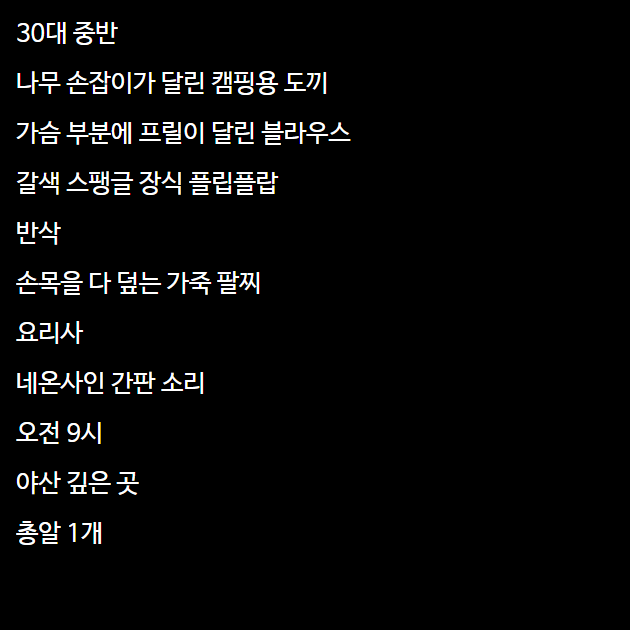 30대 중반
나무 손잡이가 달린 캠핑용 도끼
가슴 부분에 프릴이 달린 블라우스
갈색 스팽글 장식 플립플랍
반삭
손목을 다 덮는 가죽 팔찌
요리사
네온사인 간판 소리
오전 9시
야산 깊은 곳
총알 1개